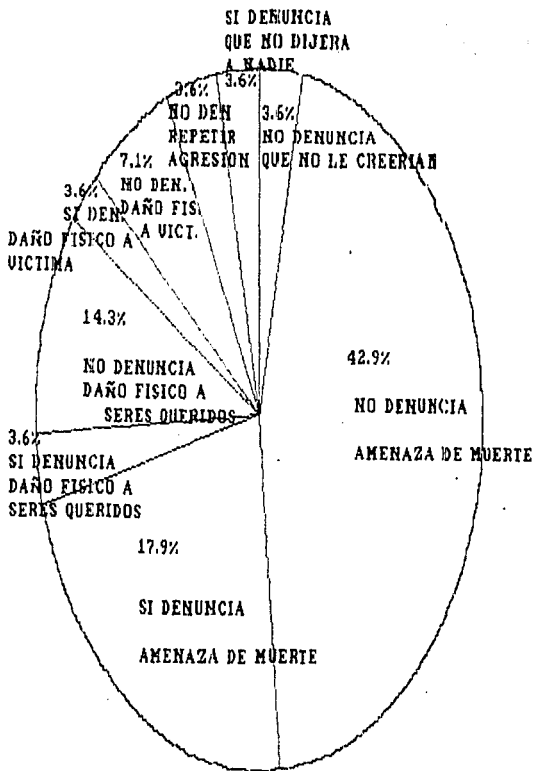 SI DENUNCIA
QUE NO DIJERA
A NADIE
3.6%
3.6%
NO DENUNCIA
QUE NO LE CREERIAN
3.6%
NO DEN
REPETIR
AGRESION
7.1%
NO DEN.
DAÑO FIS.
A VICT.
3.6%
SI DEN.
DAÑO FISICO A
VICTIMA
14.3%
NO DENUNCIA
DAÑO FISICO A
SERES QUERIDOS
3.6%
SI DENUNCIA
DAÑO FISICO A
SERES QUERIDOS
17.9%
SI DENUNCIA
AMENAZA DE MUERTE
42.9%
NO DENUNCIA
AMENAZA DE MUERTE